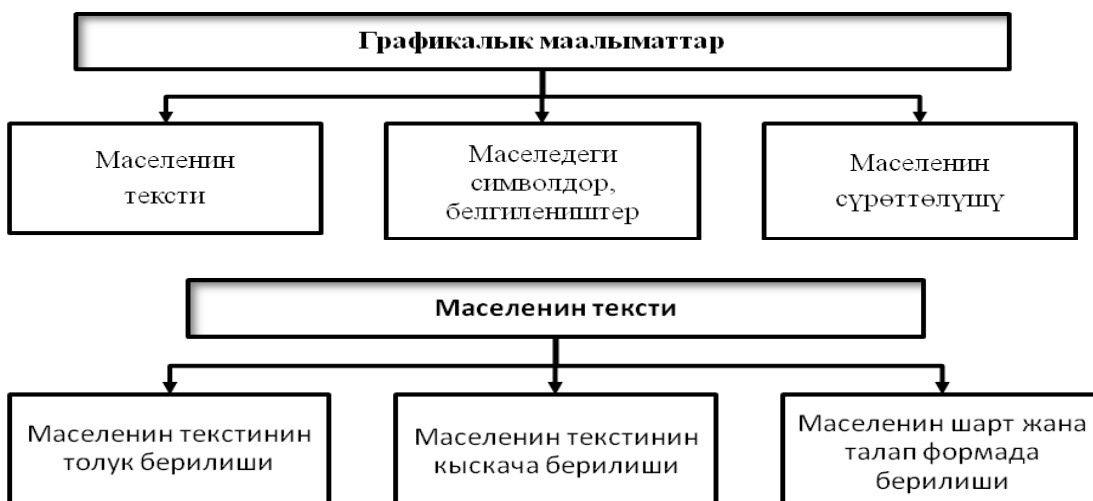 Графикалык маалыматтар
Маселенин
тексти
Маселедеги
символдор,
белгилеништер
Маселенин
сүрөттөлүшү
Маселенин тексти
Маселенин текстинин
толук берилиши
Маселенин текстинин
кыскача берилиши
Маселенин шарт жана
талап формада
берилиши